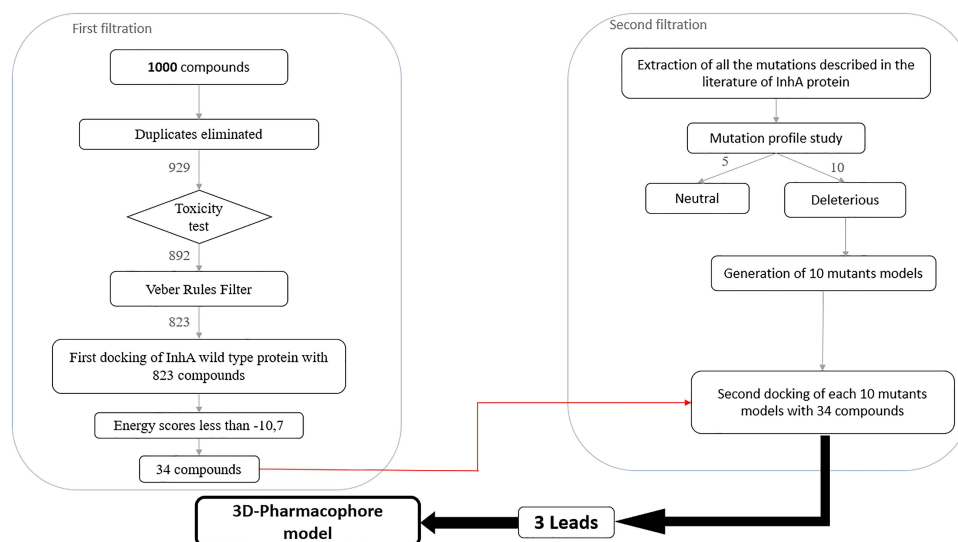 First filtration
1000 compounds
Duplicates eliminated
929
Toxicity
test
892
Veber Rules Filter
823
First docking of InhA wild type protein with
823 compounds
Energy scores less than -10,7
34 compounds
Second filtration
Extraction of all the mutations described in the
literature of InhA protein
Mutation profile study
5
10
Neutral
Deleterious
Generation of 10 mutants models
Second docking of each 10 mutants
models with 34 compounds
3 Leads
3D-Pharmacophore
model